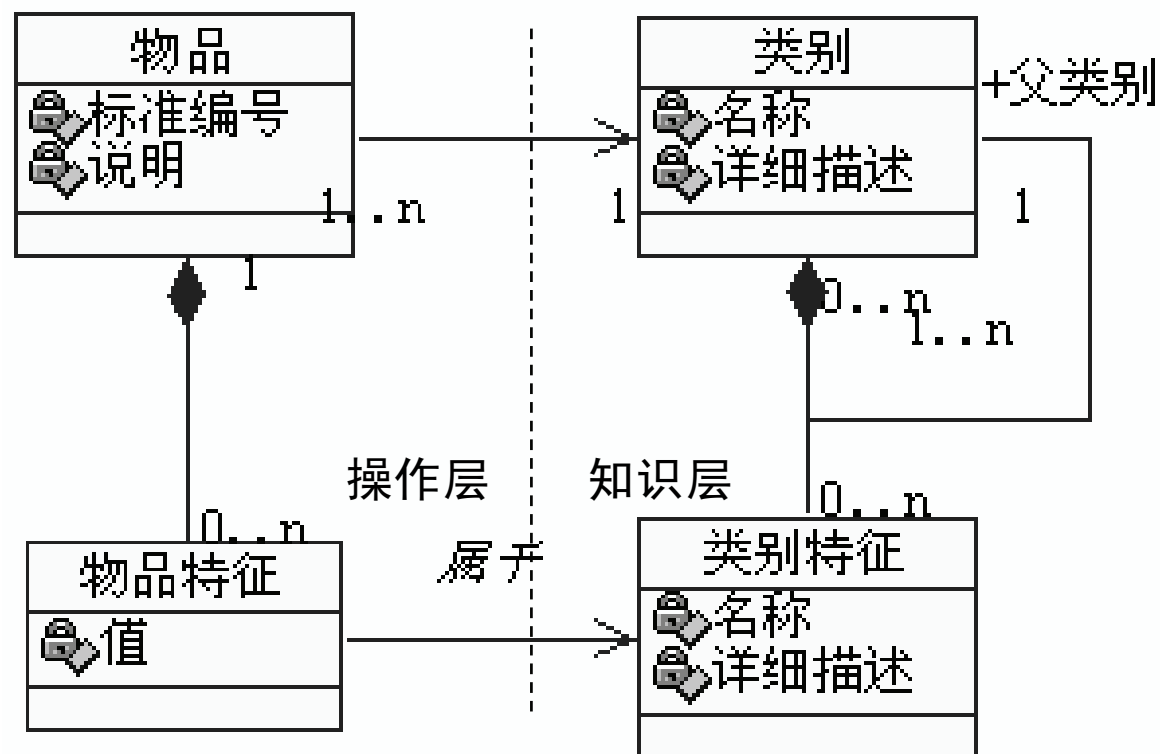 物品
标准编号
说明
类别
名称
详细描述
+父类别
1..n
1
1
1
0..n
1..n
操作层
知识层
0..n
0..n
物品特征
值
类别特征
名称
详细描述